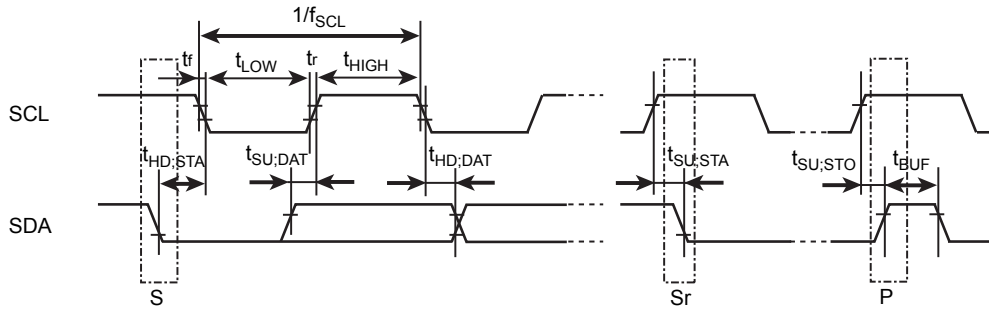 1/fSCL
tf tLOW tr tHIGH
SCL
tHD;STA tSU;DAT tHD;DAT tSU;STA tSU;STO tBUF
SDA
S Sr P